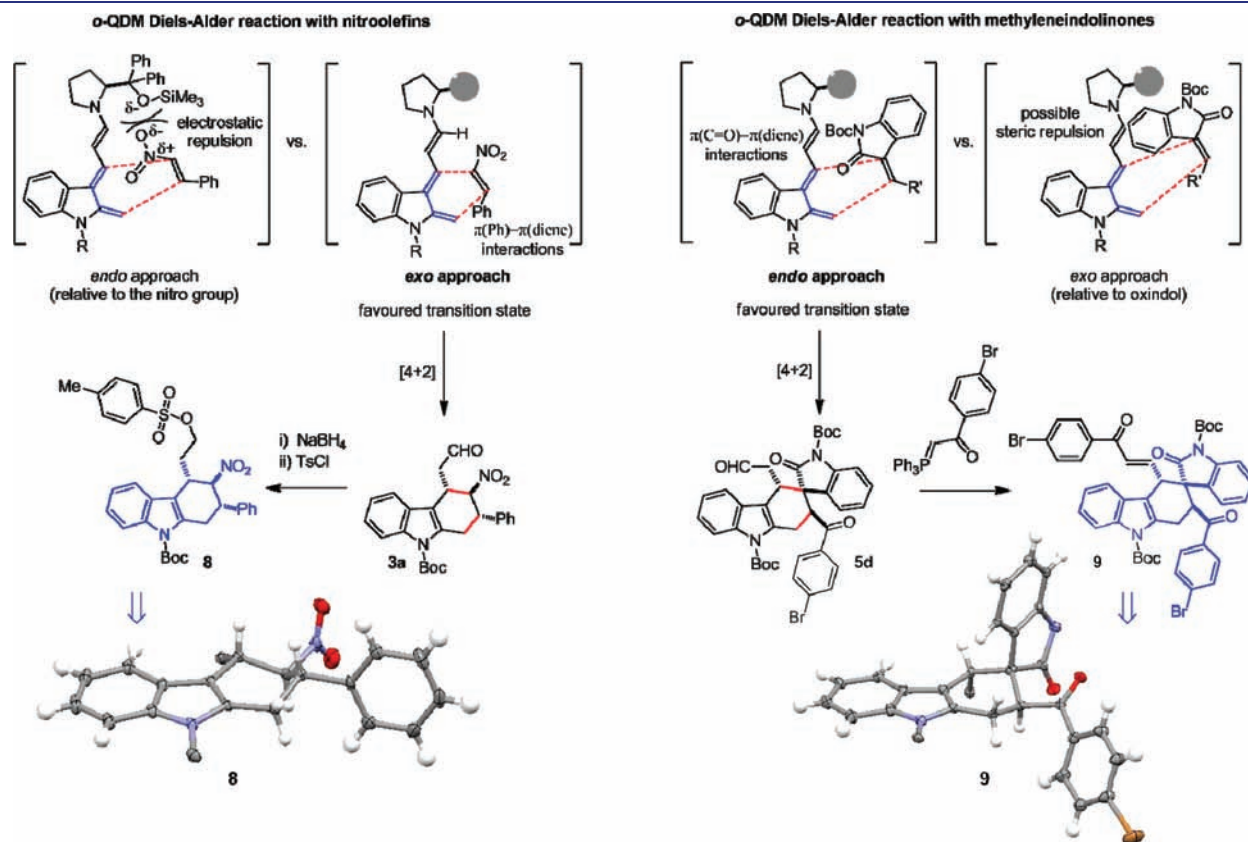 o-QDM Diels-Alder reaction with nitroolefins
Ph
Ph
O
SiMe3
δ-
δ-
N
O
N
δ+
O
electrostatic
repulsion
Ph
N
R
endo approach
(relative to the nitro group)
vs.
N
H
NO2
Ph
π(Ph)–π(diene)
interactions
N
R
exo approach
favoured transition state
[4+2]
Me
O
S
O
O
NO2
Ph
N
Boc
8
i) NaBH4
ii) TsCl
CHO
NO2
Ph
N
Boc
3a
8
o-QDM Diels-Alder reaction with methyleneindolinones
N
π(C=O)–π(diene)
interactions
BocN
O
R'
N
R
endo approach
favoured transition state
vs.
possible
steric repulsion
N
Boc
N
O
R'
N
R
exo approach
(relative to oxindol)
[4+2]
Br
O
Ph3P
Boc
N
O
OHC
O
N
Boc
5d
Br
Br
O
Boc
N
O
O
N
Boc
9
Br
9